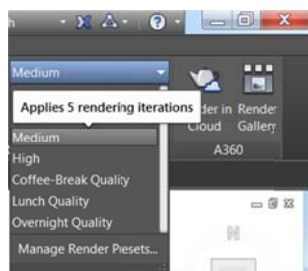 Medium
Applies 5 rendering iterations
Medium
High
Coffee-Break Quality
Lunch Quality
Overnight Quality
Manage Render Presets...
der in
Cloud
Render
Gallery
A360
N